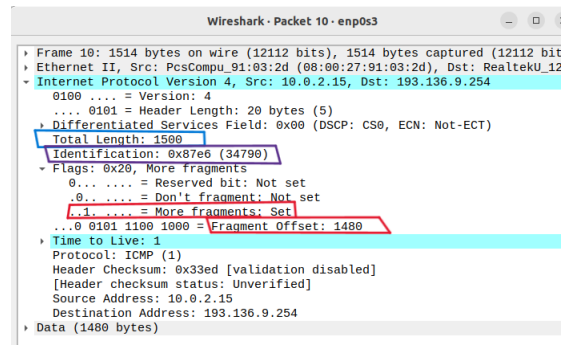 Wireshark · Packet 10 · enp0s3
Frame 10: 1514 bytes on wire (12112 bits), 1514 bytes captured (12112 bit
Ethernet II, Src: PcsCompu_91:03:2d (08:00:27:91:03:2d), Dst: RealtekU_12
Internet Protocol Version 4, Src: 10.0.2.15, Dst: 193.136.9.254
0100 .... = Version: 4
.... 0101 = Header Length: 20 bytes (5)
Differentiated Services Field: 0x00 (DSCP: CS0, ECN: Not-ECT)
Total Length: 1500
Identification: 0x87e6 (34790)
Flags: 0x20, More fragments
0... .... = Reserved bit: Not set
.0.. .... = Don't fragment: Not set
..1. .... = More fragments: Set
...0 0101 1100 1000 = Fragment Offset: 1480
Time to Live: 1
Protocol: ICMP (1)
Header Checksum: 0x33ed [validation disabled]
[Header checksum status: Unverified]
Source Address: 10.0.2.15
Destination Address: 193.136.9.254
Data (1480 bytes)